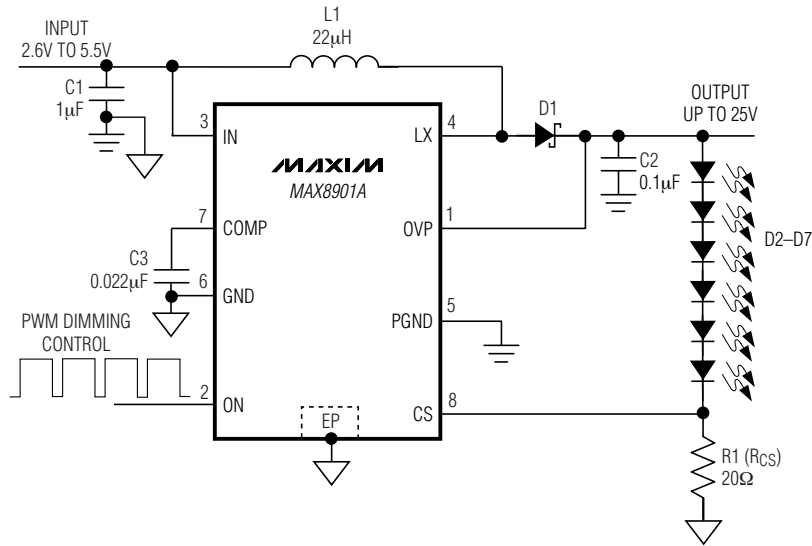 INPUT
2.6V TO 5.5V
L1
22μH
C1
1μF
OUTPUT
UP TO 25V
D1
3
IN
LX
4
C2
0.1μF
MAXIM
MAX8901A
7
COMP
OVP
1
D2–D7
C3
0.022μF
6
GND
PGND
5
PWM DIMMING
CONTROL
2
ON
EP
CS
8
R1 (RCS)
20Ω